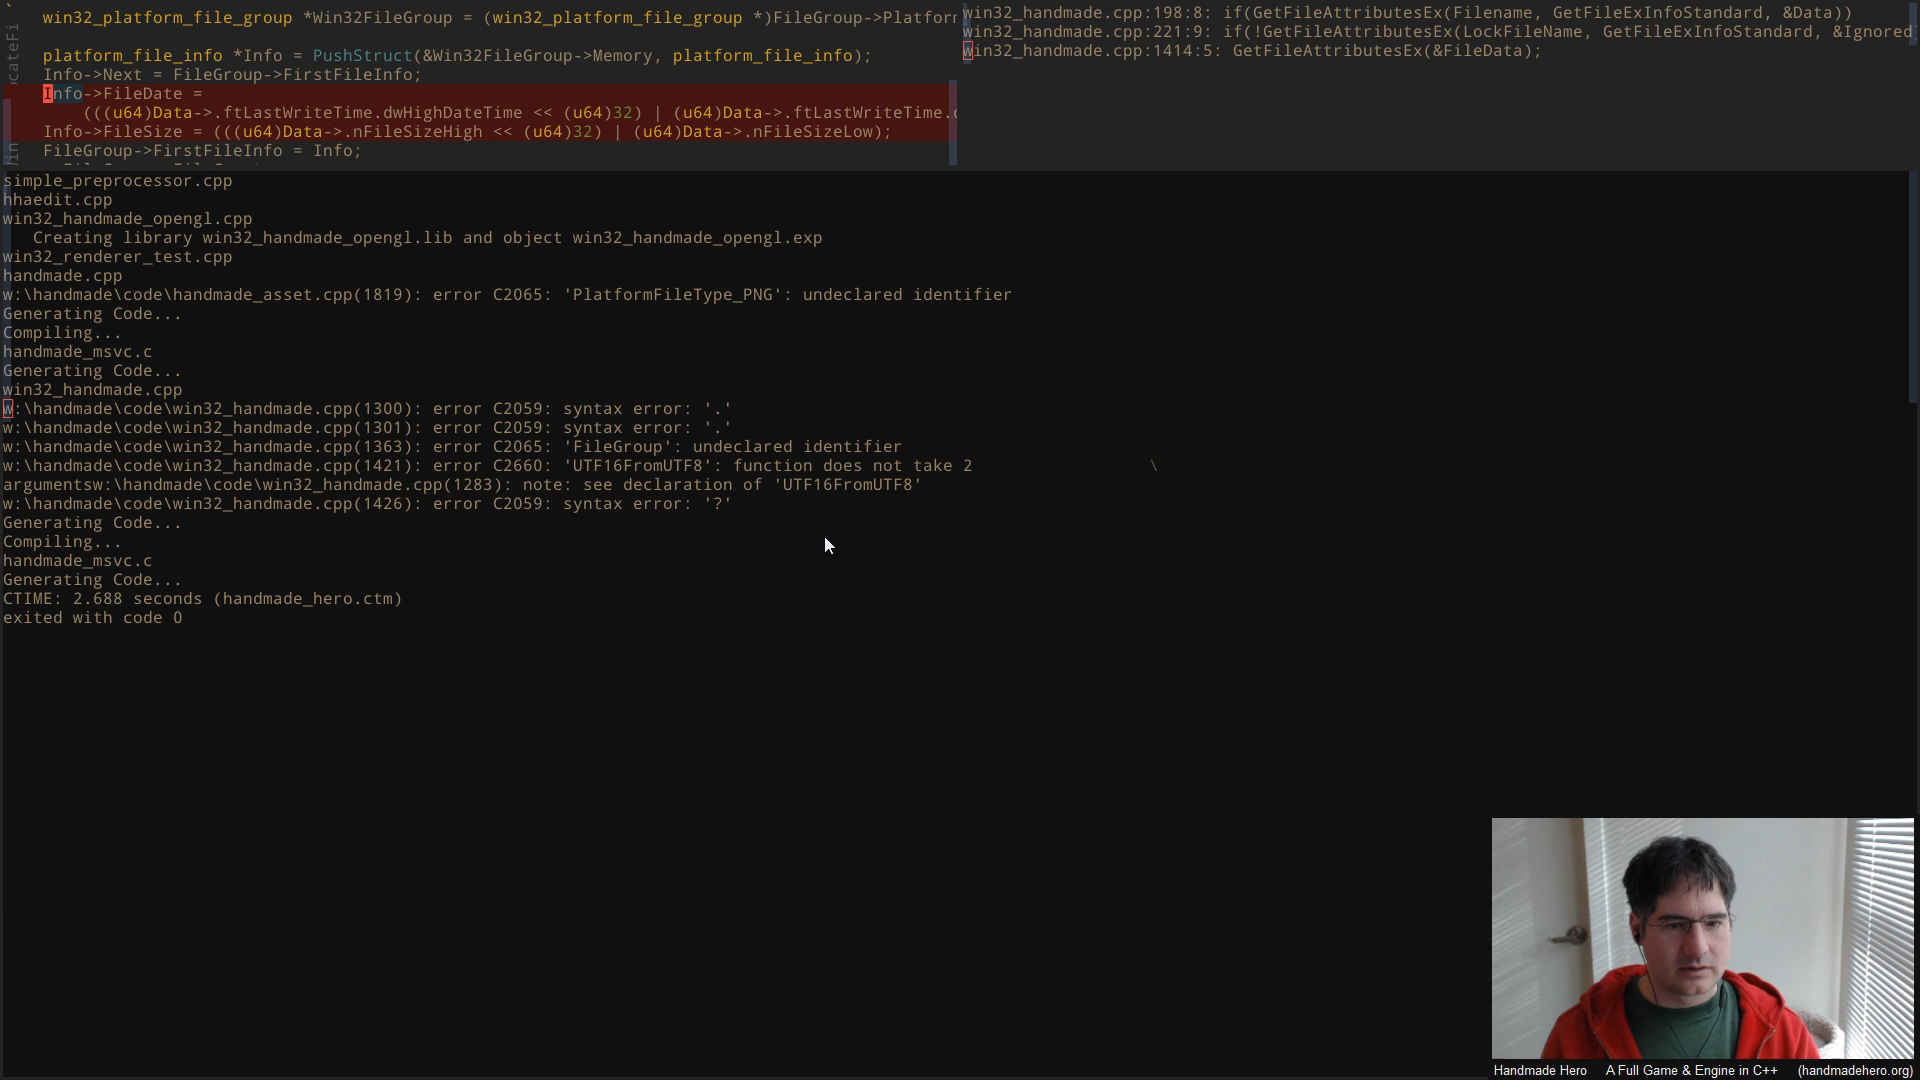 win32_platform_file_group *Win32FileGroup = (win32_platform_file_group *)FileGroup->Platfor
platform_file_info *Info = PushStruct(&Win32FileGroup->Memory, platform_file_info);
Info->Next = FileGroup->FirstFileInfo;
Info->FileDate =
(((u64)Data->.ftLastWriteTime.dwHighDateTime << (u64)32) | (u64)Data->.ftLastWriteTime.
Info->FileSize = (((u64)Data->.nFileSizeHigh << (u64)32) | (u64)Data->.nFileSizeLow);
FileGroup->FirstFileInfo = Info;
win32_handmade.cpp:198:8: if(GetFileAttributesEx(Filename, GetFileExInfoStandard, &Data))
win32_handmade.cpp:221:9: if(!GetFileAttributesEx(LockFileName, GetFileExInfoStandard, &Ignored
win32_handmade.cpp:1414:5: GetFileAttributesEx(&FileData);
simple_preprocessor.cpp
hhaedit.cpp
win32_handmade_opengl.cpp
Creating library win32_handmade_opengl.lib and object win32_handmade_opengl.exp
win32_renderer_test.cpp
handmade.cpp
w:\handmade\code\handmade_asset.cpp(1819): error C2065: 'PlatformFileType_PNG': undeclared identifier
Generating Code...
Compiling...
handmade_msvc.c
Generating Code...
win32_handmade.cpp
w:\handmade\code\win32_handmade.cpp(1300): error C2059: syntax error: '.'
w:\handmade\code\win32_handmade.cpp(1301): error C2059: syntax error: '.'
w:\handmade\code\win32_handmade.cpp(1363): error C2065: 'FileGroup': undeclared identifier
w:\handmade\code\win32_handmade.cpp(1421): error C2660: 'UTF16FromUTF8': function does not take 2 \
argumentsw:\handmade\code\win32_handmade.cpp(1283): note: see declaration of 'UTF16FromUTF8'
w:\handmade\code\win32_handmade.cpp(1426): error C2059: syntax error: '?'
Generating Code...
Compiling...
handmade_msvc.c
Generating Code...
CTIME: 2.688 seconds (handmade_hero.ctm)
exited with code 0
Handmade Hero A Full Game & Engine in C++ (handmadehero.org)